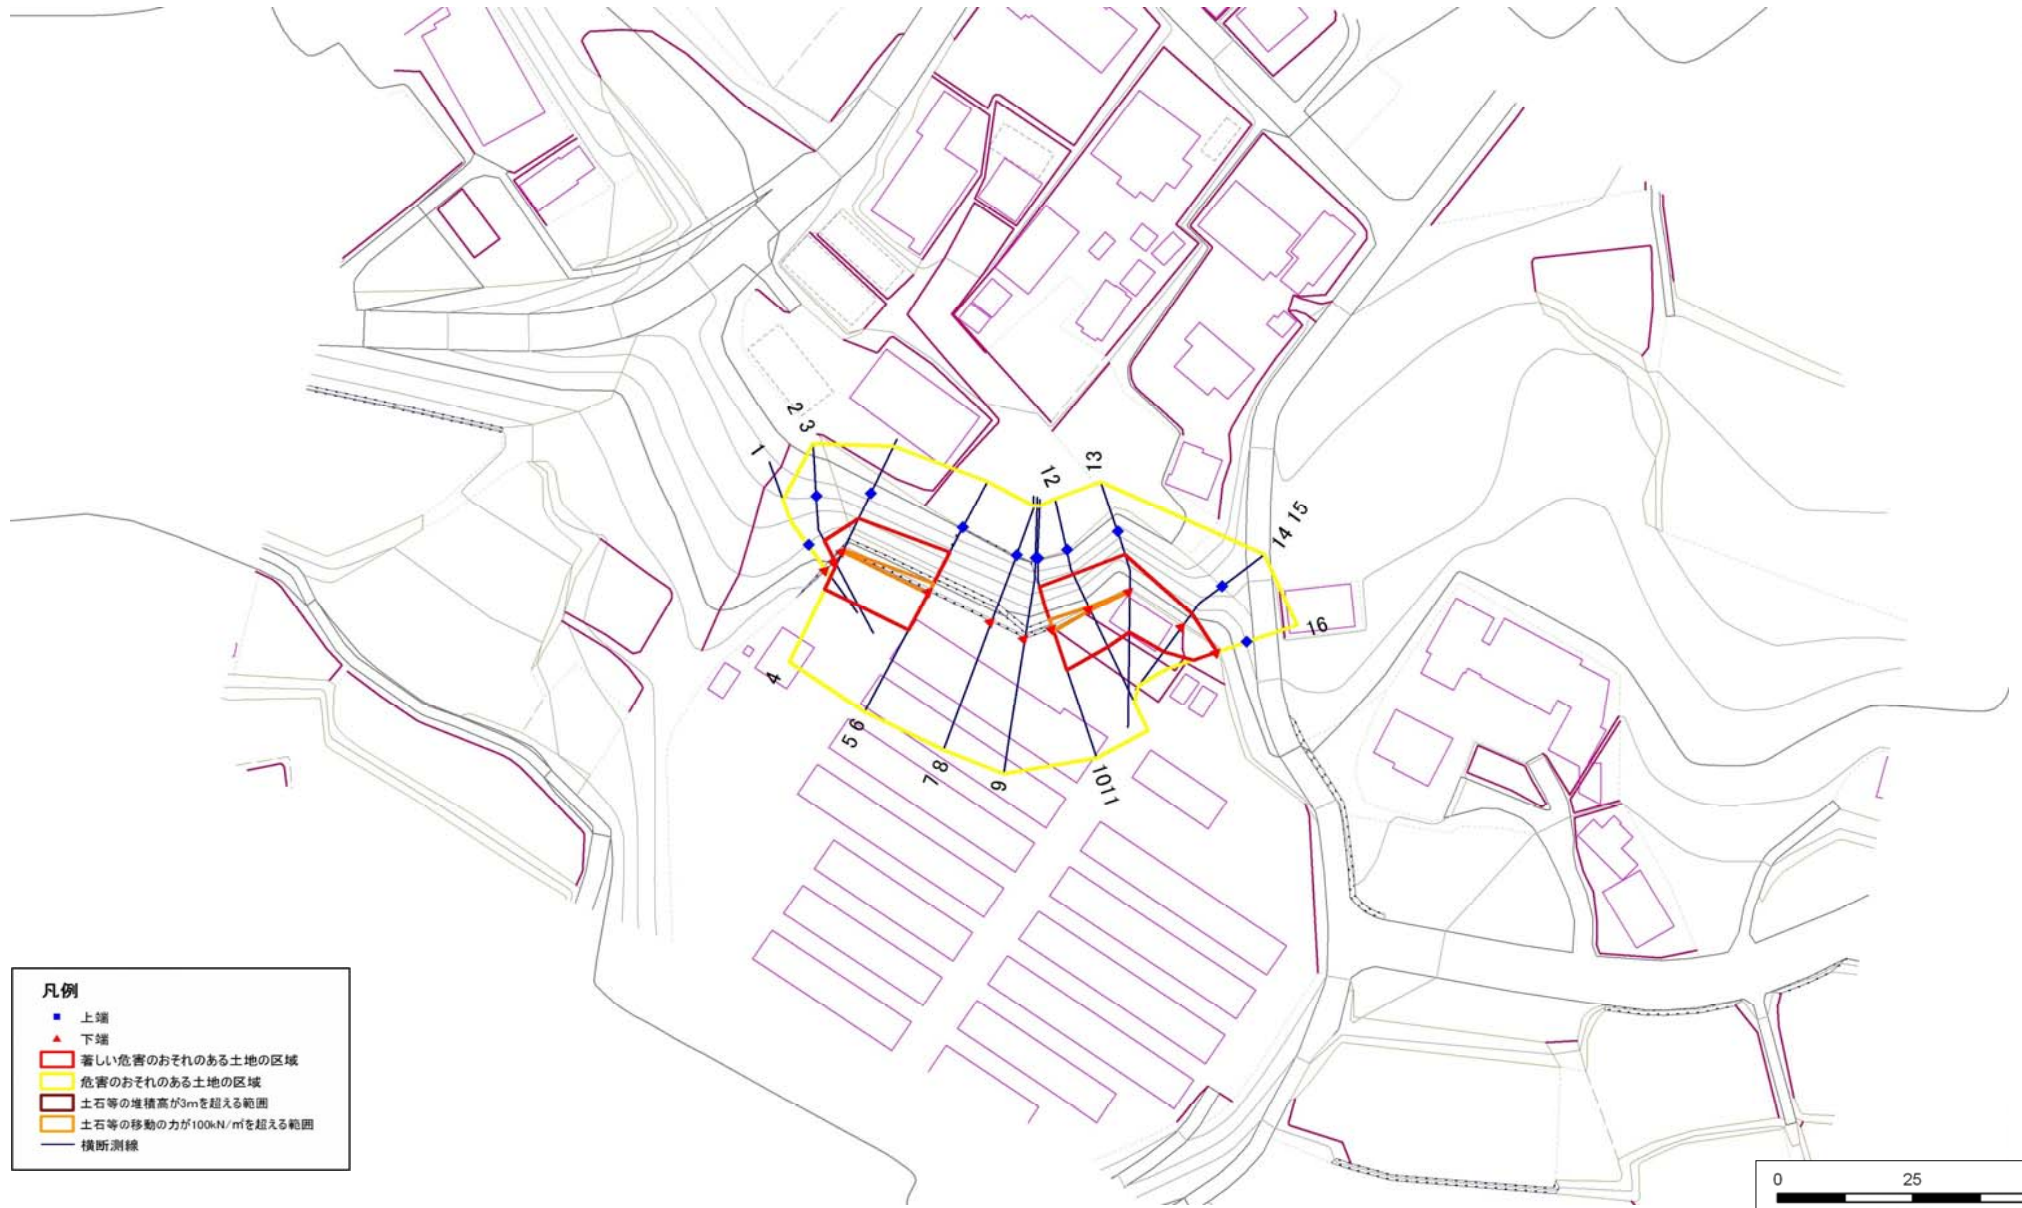 2
3
1
12
13
14 15
16
4
5 6
7 8
9
1011
凡例
上端
下端
著しい危害のおそれのある土地の区域
危害のおそれのある土地の区域
土石等の堆積高が3mを超える範囲
土石等の移動の力が100kN/㎡を超える範囲
横断測線
0 25